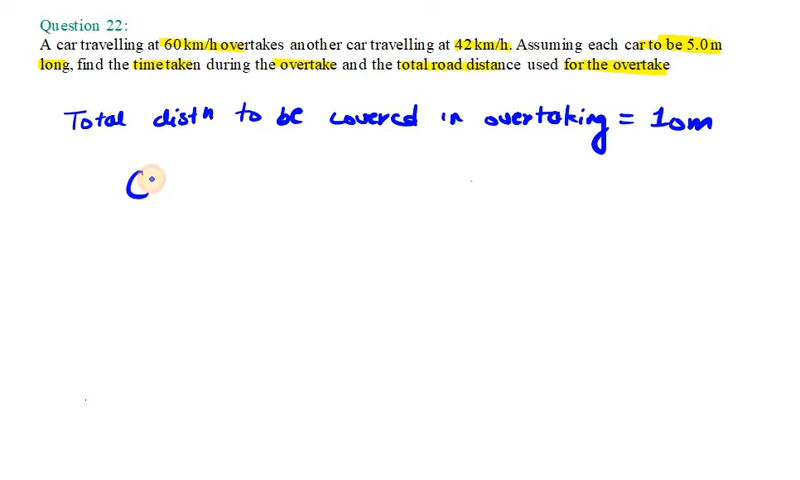 Question 22:
A car travelling at 60 km/h overtakes another car travelling at 42 km/h. Assuming each car to be 5.0 m
long, find the time taken during the overtake and the total road distance used for the overtake
Total distn to be covered in overtaking = 10m
(